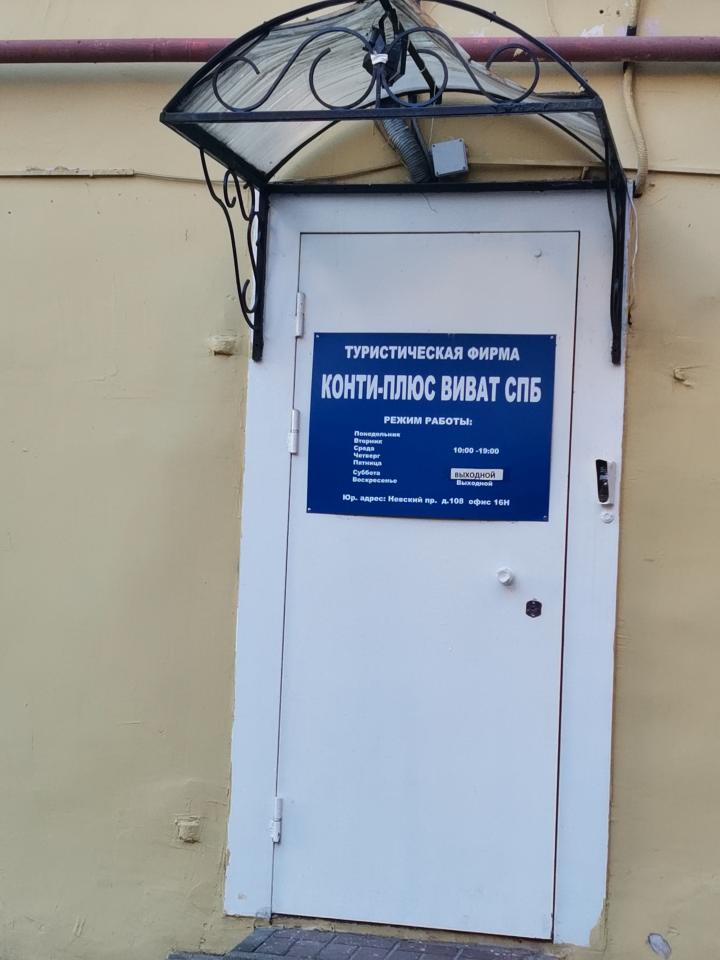 ТУРИСТИЧЕСКАЯ ФИРМА
КОНТИ-ПЛЮС ВИВАТ СПБ
РЕЖИМ РАБОТЫ:
Понедельник
Вторник
Среда 10:00 -19:00
Четверг
Пятница
Суббота ВЫХОДНОЙ
Воскресенье Выходной
Юр. адрес: Невский пр. д.108 офис 16Н